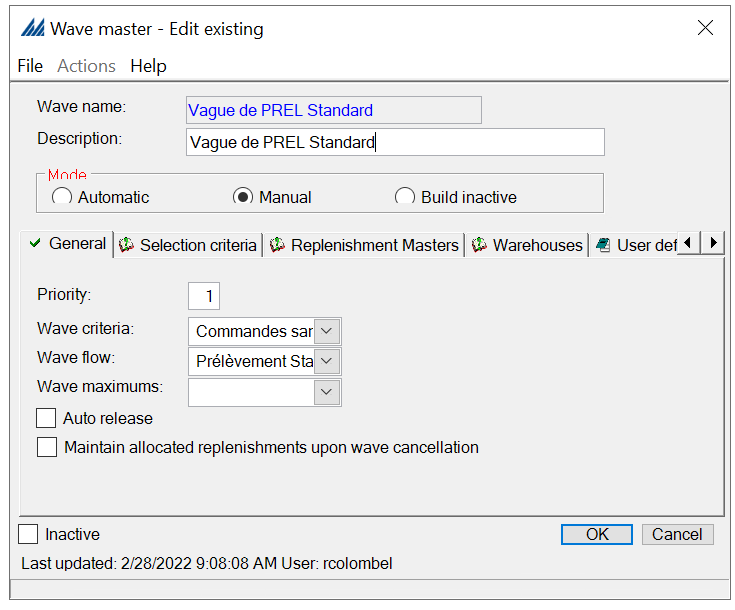 Wave master - Edit existing
File Actions Help
Wave name: Vague de PREL Standard
Description: Vague de PREL Standard
Mode
Automatic Manual Build inactive
General Selection criteria Replenishment Masters Warehouses User def
Priority: 1
Wave criteria: Commandes sar
Wave flow: Prélèvement Sta
Wave maximums:
Auto release
Maintain allocated replenishments upon wave cancellation
Inactive OK Cancel
Last updated: 2/28/2022 9:08:08 AM User: rcolombel